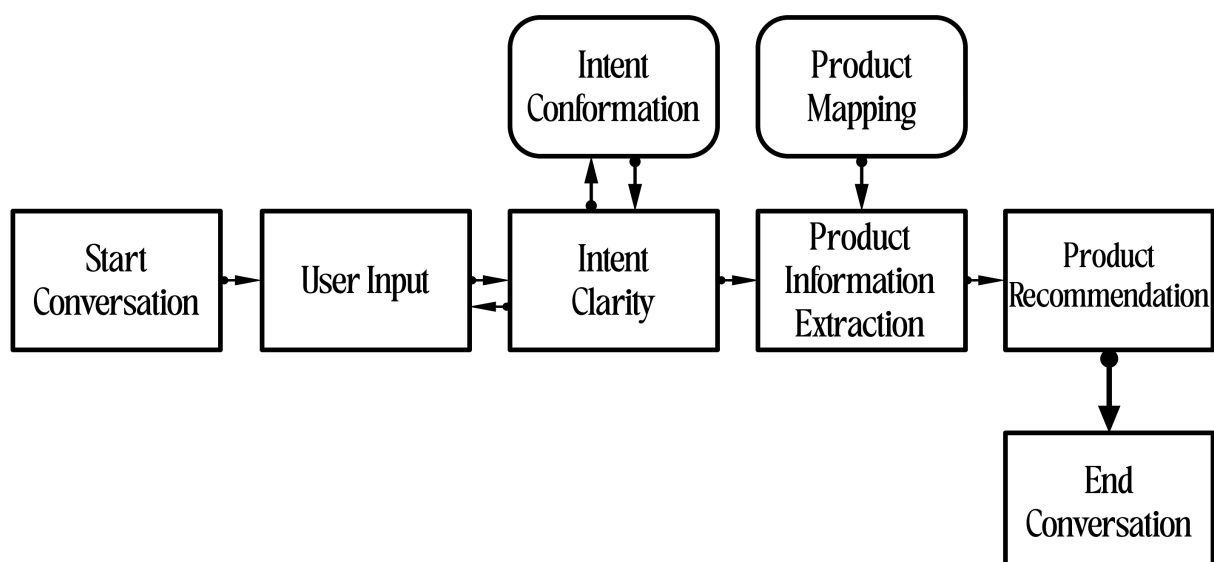 Intent
Conformation
Product
Mapping
Start
Conversation
User Input
Intent
Clarity
Product
Information
Extraction
Product
Recommendation
End
Conversation